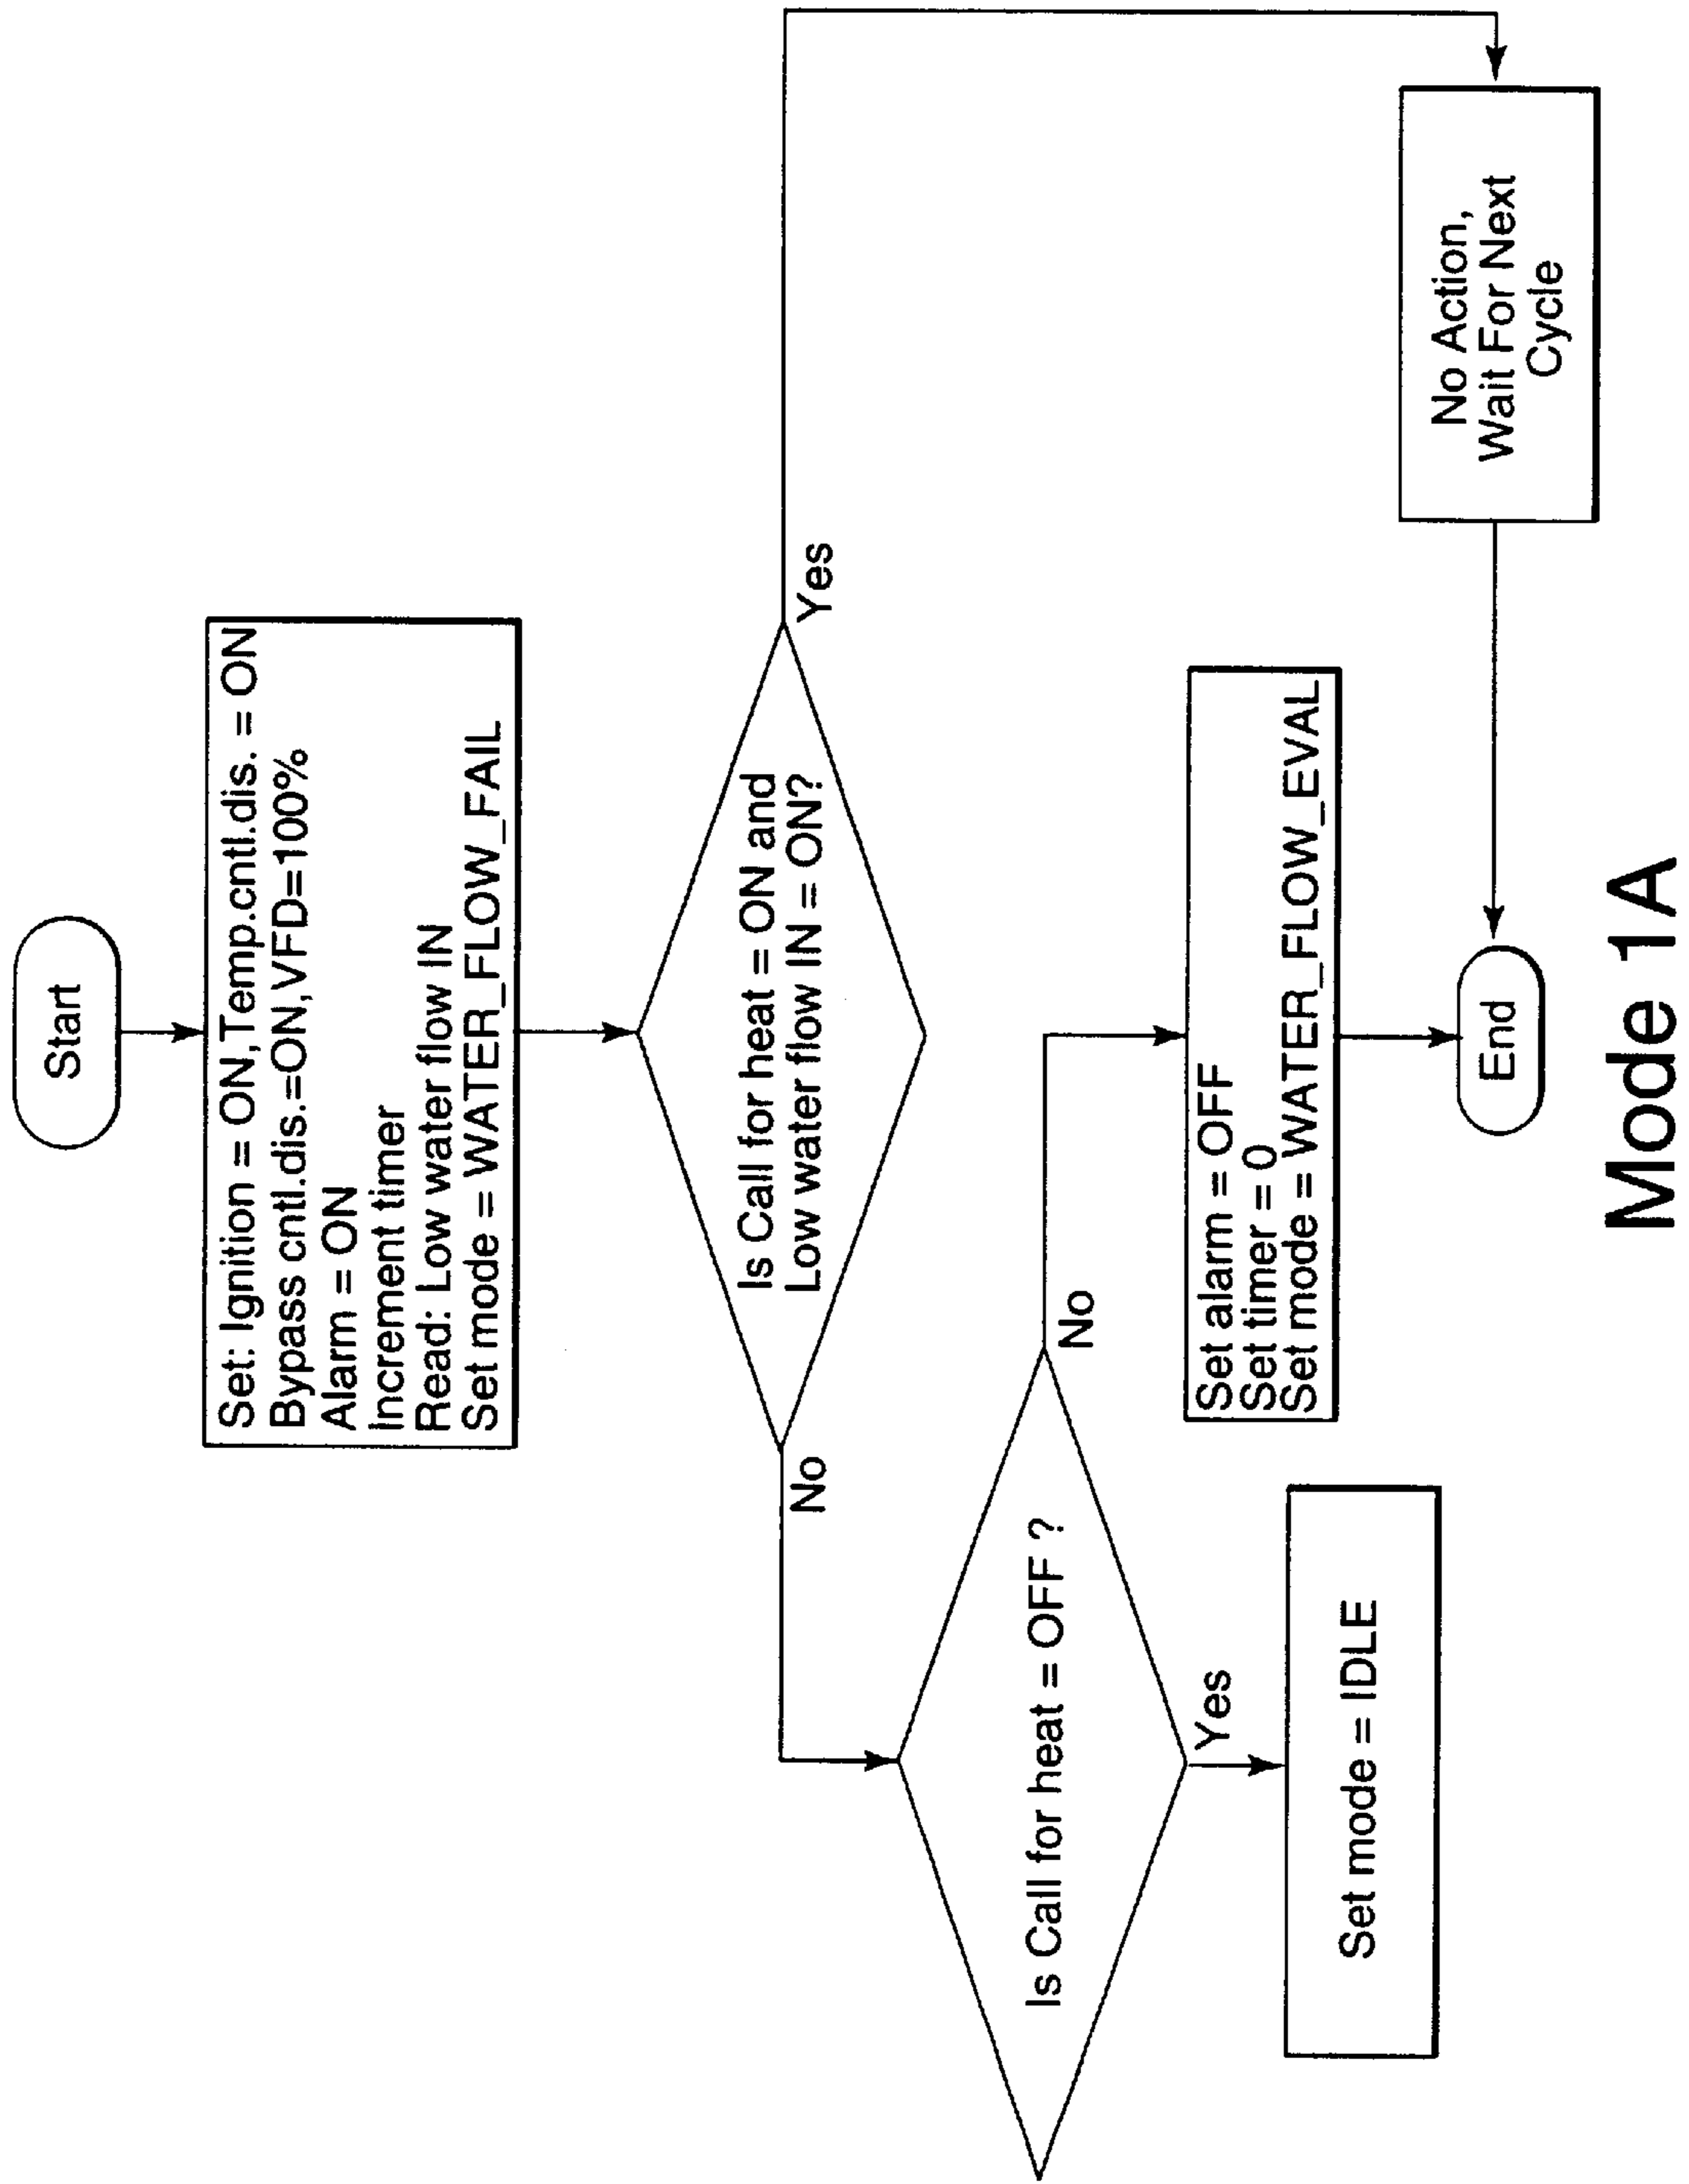 Start
Set: Ignition = ON,Temp.cntl.dis. = ON
Bypass cntl.dis.=ON,VFD=100%
Alarm = ON
Increment timer
Read: Low water flow IN
Set mode = WATER_FLOW_FAIL
Is Call for heat = ON and
Low water flow IN = ON?
No
Yes
Is Call for heat = OFF ?
No
Yes
Set alarm = OFF
Set timer = 0
Set mode = WATER_FLOW_EVAL
Set mode = IDLE
No Action,
Wait For Next
Cycle
End
Mode 1A